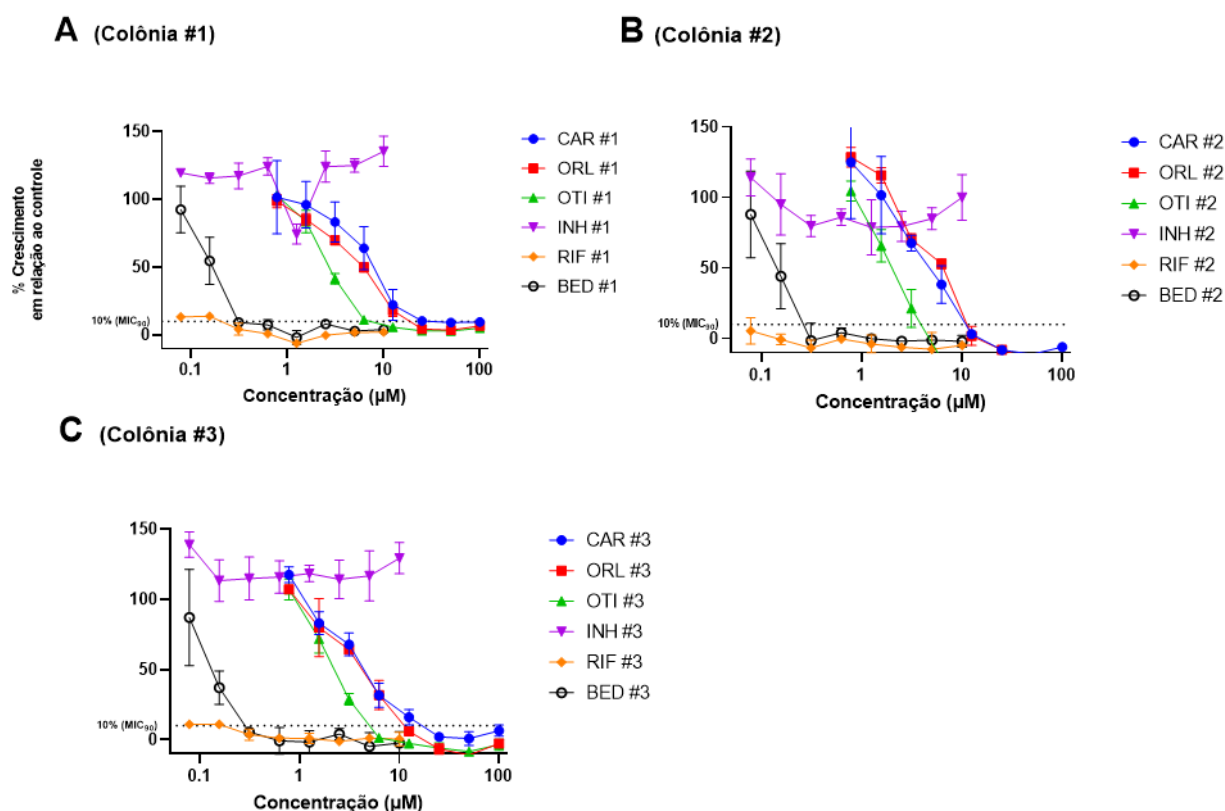 A (Colônia #1)
% Crescimento
em relação ao controle
150
100
50
10% (MIC90)
0
0.1 1 10 100
Concentração (µM)
CAR #1
ORL #1
OTI #1
INH #1
RIF #1
BED #1
B (Colônia #2)
150
100
50
10% (MIC90)
0
0.1 1 10 100
Concentração (µM)
CAR #2
ORL #2
OTI #2
INH #2
RIF #2
BED #2
C (Colônia #3)
150
100
50
10% (MIC90)
0
0.1 1 10 100
Concentração (µM)
CAR #3
ORL #3
OTI #3
INH #3
RIF #3
BED #3